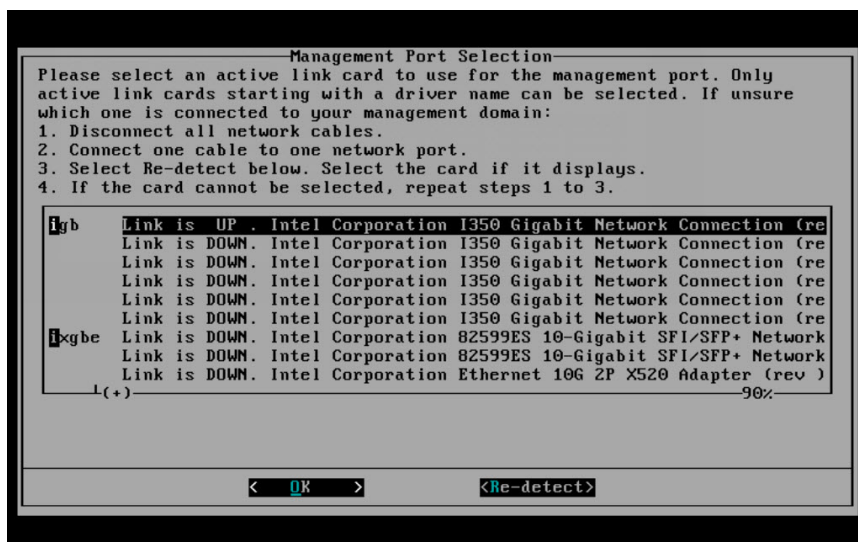 Management Port Selection
Please select an active link card to use for the management port. Only
active link cards starting with a driver name can be selected. If unsure
which one is connected to your management domain:
1. Disconnect all network cables.
2. Connect one cable to one network port.
3. Select Re-detect below. Select the card if it displays.
4. If the card cannot be selected, repeat steps 1 to 3.
igb Link is UP . Intel Corporation I350 Gigabit Network Connection (re
Link is DOWN. Intel Corporation I350 Gigabit Network Connection (re
Link is DOWN. Intel Corporation I350 Gigabit Network Connection (re
Link is DOWN. Intel Corporation I350 Gigabit Network Connection (re
Link is DOWN. Intel Corporation I350 Gigabit Network Connection (re
Link is DOWN. Intel Corporation I350 Gigabit Network Connection (re
ixgbe Link is DOWN. Intel Corporation 82599ES 10-Gigabit SFI/SFP+ Network
Link is DOWN. Intel Corporation 82599ES 10-Gigabit SFI/SFP+ Network
Link is DOWN. Intel Corporation Ethernet 10G 2P X520 Adapter (rev )
(+) 90%
< OK > <Re-detect>